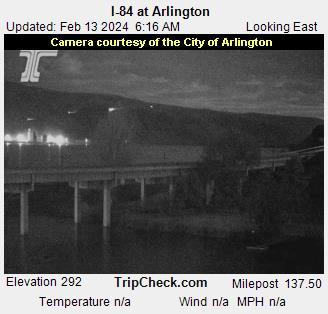 I-84 at Arlington
Updated: Feb 13 2024 6:16 AM Looking East
Camera courtesy of the City of Arlington
Elevation 292 TripCheck.com Milepost 137.50
Temperature n/a Wind n/a MPH n/a